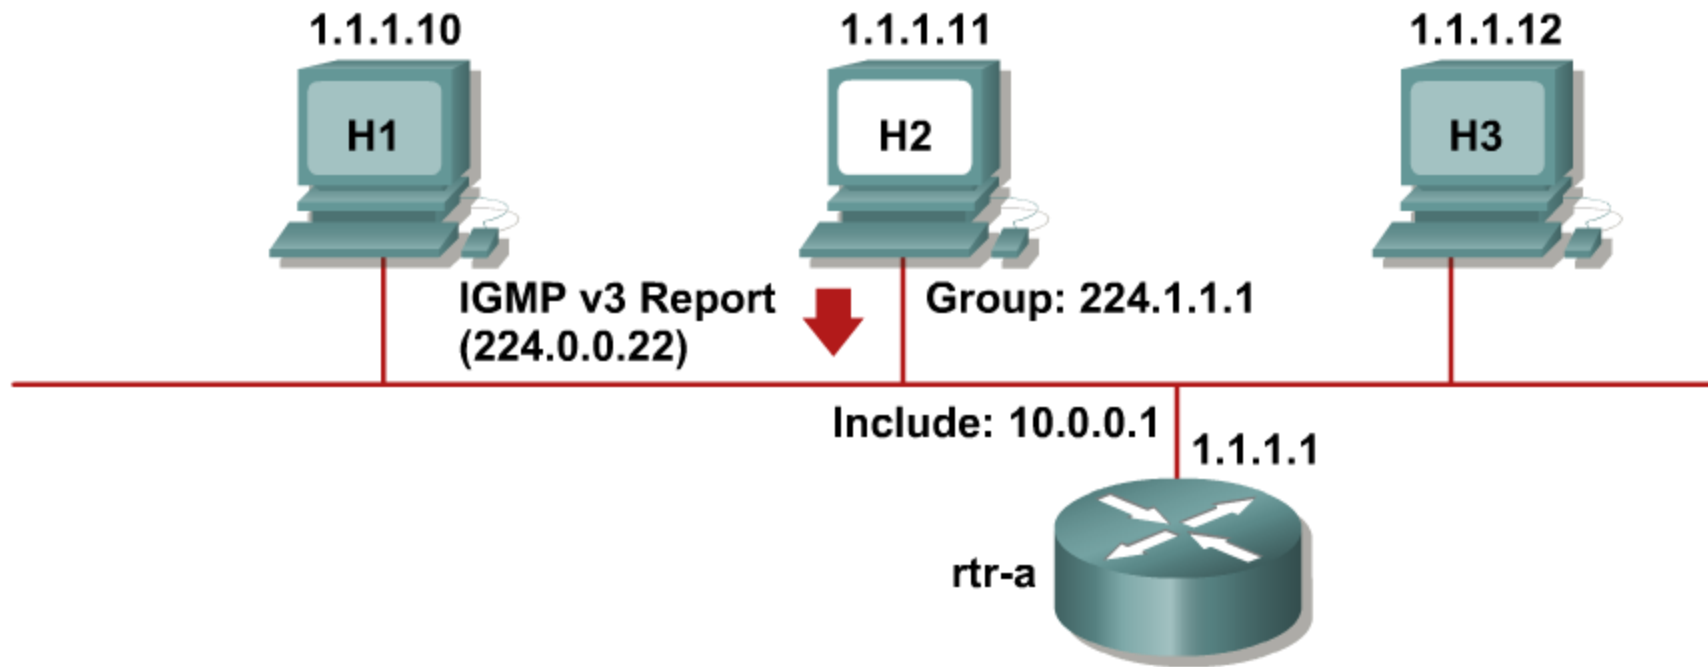 1.1.1.10
1.1.1.11
1.1.1.12
H1
H2
H3
IGMP v3 Report
(224.0.0.22)
Group: 224.1.1.1
Include: 10.0.0.1
1.1.1.1
rtr-a